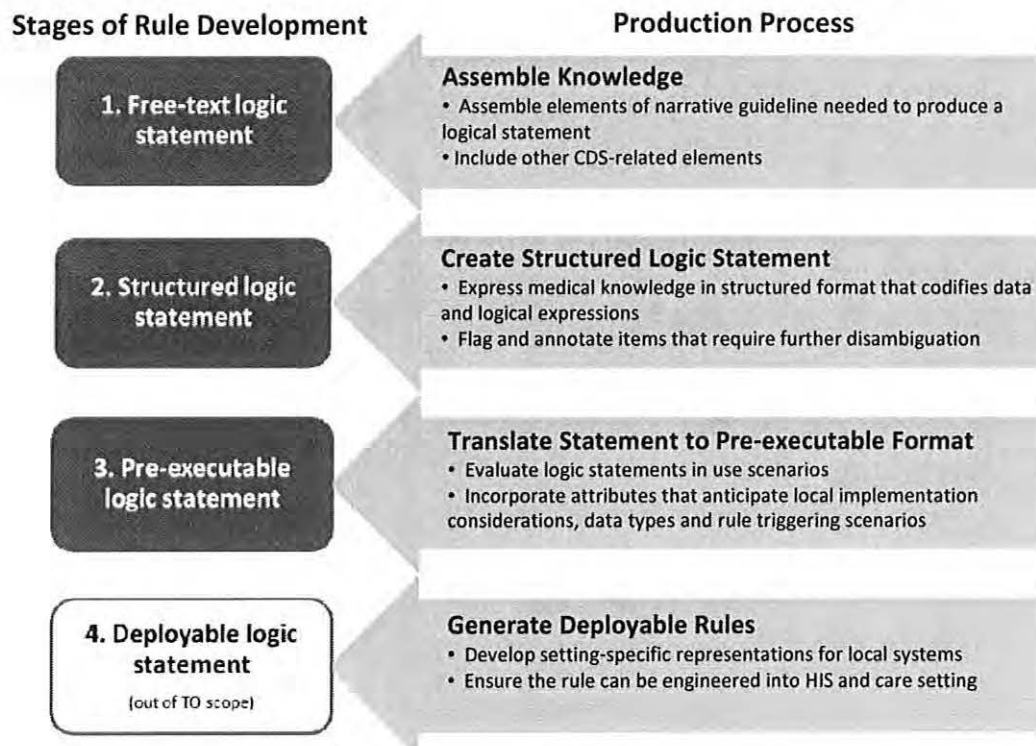 Stages of Rule Development
Production Process
1. Free-text logic
statement
Assemble Knowledge
• Assemble elements of narrative guideline needed to produce a
logical statement
• Include other CDS-related elements
2. Structured logic
statement
Create Structured Logic Statement
• Express medical knowledge in structured format that codifies data
and logical expressions
• Flag and annotate items that require further disambiguation
3. Pre-executable
logic statement
Translate Statement to Pre-executable Format
• Evaluate logic statements in use scenarios
• Incorporate attributes that anticipate local implementation
considerations, data types and rule triggering scenarios
4. Deployable logic
statement
(out of TO scope)
Generate Deployable Rules
• Develop setting-specific representations for local systems
• Ensure the rule can be engineered into HIS and care setting